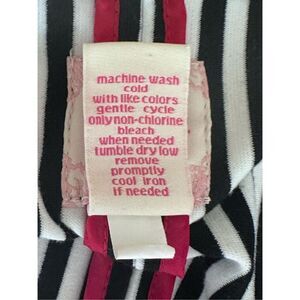 machine wash
cold
with like colors
gentle cycle
only non-chlorine
bleach
when needed
tumble dry low
remove
promptly
cool iron
if needed